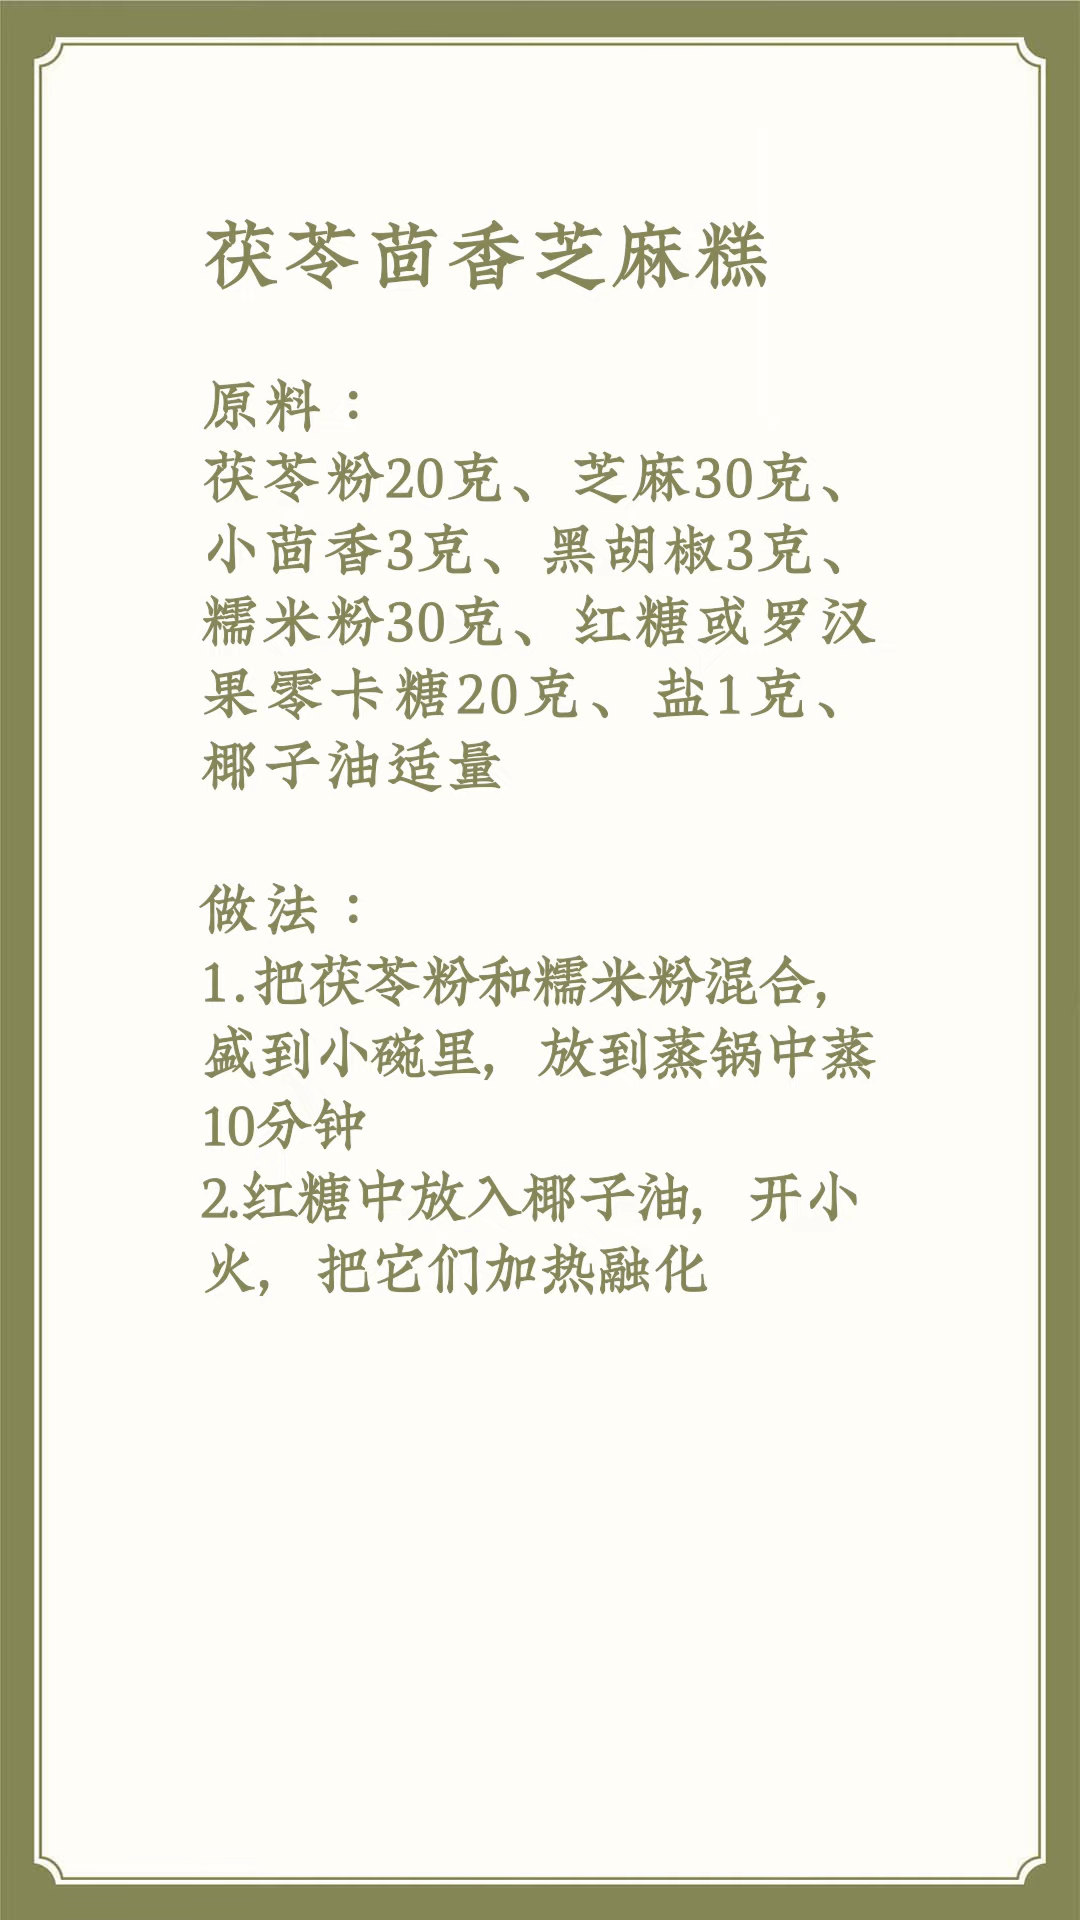 茯苓茴香芝麻糕
原料：
茯苓粉20克、芝麻30克、
小茴香3克、黑胡椒3克、
糯米粉30克、红糖或罗汉
果零卡糖20克、盐1克、
椰子油适量
做法：
1.把茯苓粉和糯米粉混合，
盛到小碗里，放到蒸锅中蒸
10分钟
2.红糖中放入椰子油，开小
火，把它们加热融化